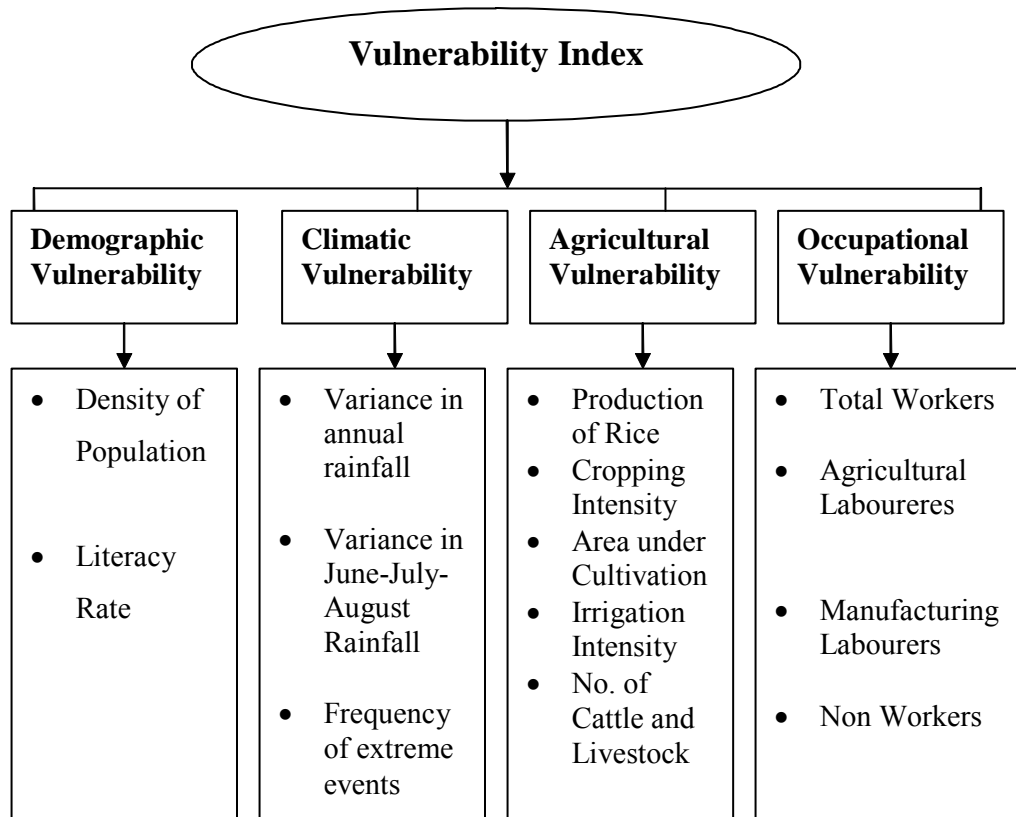 Vulnerability Index
Demographic
Vulnerability
Climatic
Vulnerability
Agricultural
Vulnerability
Occupational
Vulnerability
• Density of
Population
• Literacy
Rate
• Variance in
annual
rainfall
• Variance in
June-July-
August
Rainfall
• Frequency
of extreme
events
• Production
of Rice
• Cropping
Intensity
• Area under
Cultivation
• Irrigation
Intensity
• No. of
Cattle and
Livestock
• Total Workers
• Agricultural
Laboureres
• Manufacturing
Labourers
• Non Workers